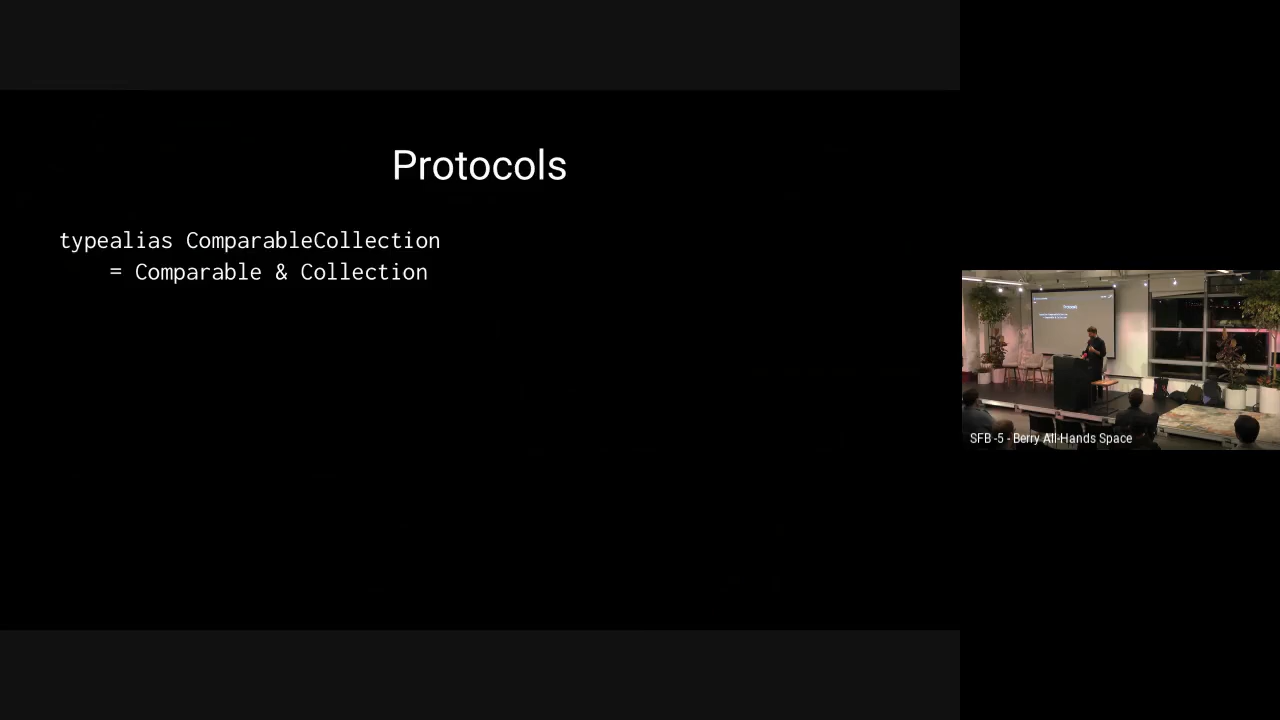 Protocols
typealias ComparableCollection
    = Comparable & Collection
SFB -5 - Berry All-Hands Space